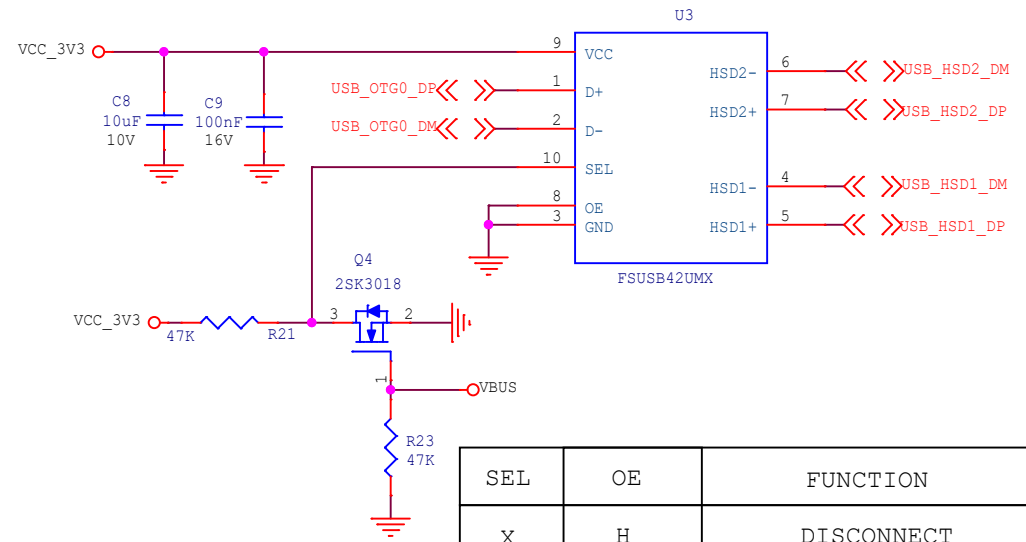 U3
VCC_3V3
9
VCC
C8
10uF
10V
C9
100nF
16V
USB_OTG0_DP
1
D+
USB_OTG0_DM
2
D-
10
SEL
8
OE
3
GND
HSD2-
6
USB_HSD2_DM
HSD2+
7
USB_HSD2_DP
HSD1-
4
USB_HSD1_DM
HSD1+
5
USB_HSD1_DP
FSUSB42UMX
Q4
2SK3018
VCC_3V3
47K
R21
3
2
1
VBUS
R23
47K
SEL OE FUNCTION
X H DISCONNECT